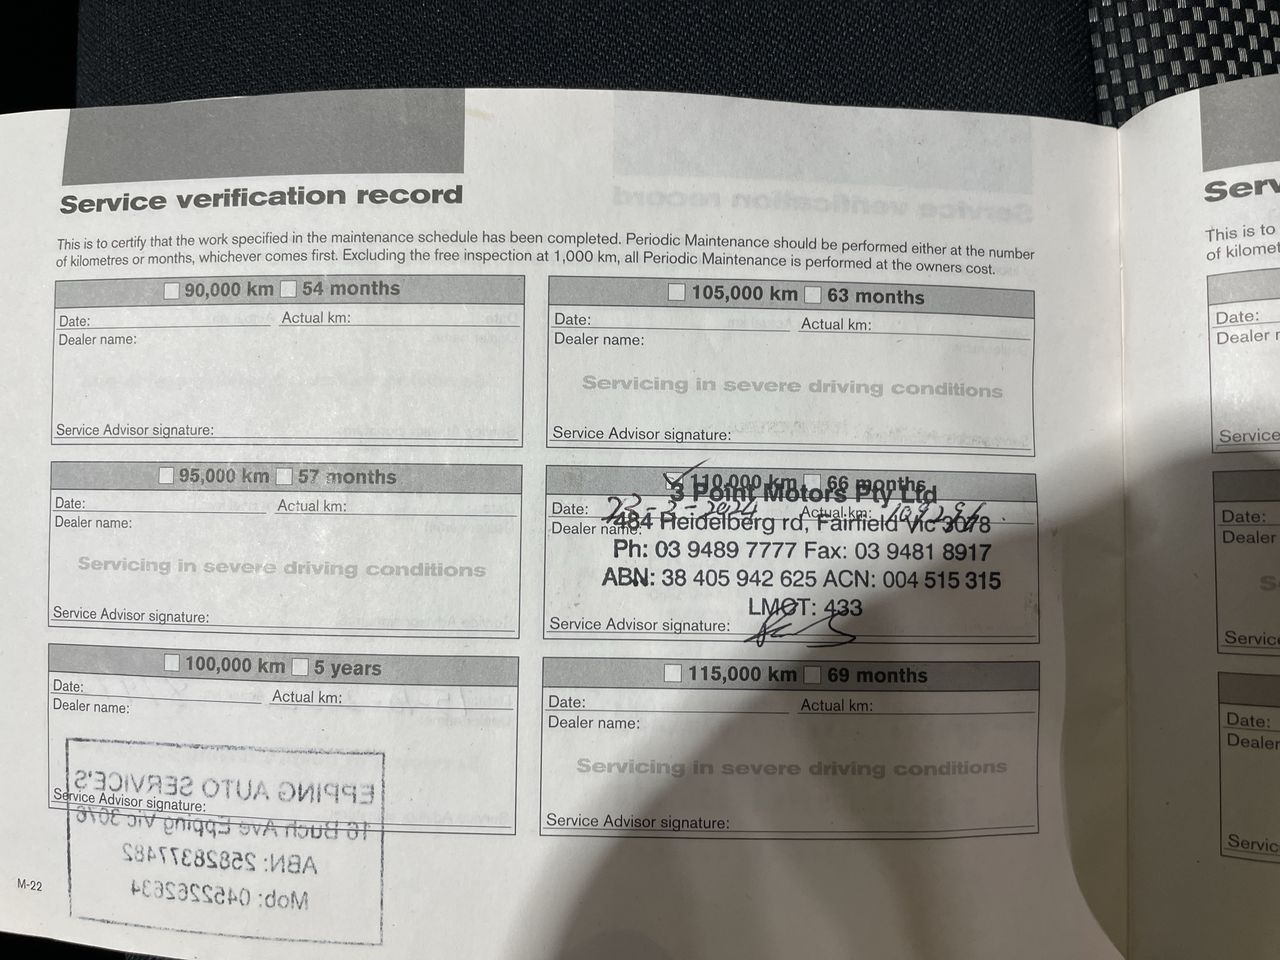 Service verification record
This is to certify that the work specified in the maintenance schedule has been completed. Periodic Maintenance should be performed either at the number
of kilometres or months, whichever comes first. Excluding the free inspection at 1,000 km, all Periodic Maintenance is performed at the owners cost.
90,000 km 54 months
Date: Actual km:
Dealer name:
Service Advisor signature:
95,000 km 57 months
Date: Actual km:
Dealer name:
Servicing in severe driving conditions
Service Advisor signature:
100,000 km 5 years
Date: Actual km:
Dealer name:
Service Advisor signature:
EPPING AUTO SERVICE'S
16 Buch Ave Epping Vic 3076
ABN: 25828377482
Mob: 0452262634
M-22
105,000 km 63 months
Date: Actual km:
Dealer name:
Servicing in severe driving conditions
Service Advisor signature:
110,000 km 66 months
3 Point Motors Pty Ltd
Date: 23-3-2024 Actual km:
Dealer name:
484 Heidelberg rd, Fairfield Vic 3078
Ph: 03 9489 7777 Fax: 03 9481 8917
ABN: 38 405 942 625 ACN: 004 515 315
LMCT: 433
Service Advisor signature:
115,000 km 69 months
Date: Actual km:
Dealer name:
Servicing in severe driving conditions
Service Advisor signature:
Serv
This is to
of kilomet
Date:
Dealer n
Service
Date:
Dealer
S
Servic
Date:
Dealer
Servic